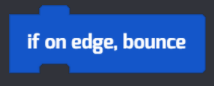 if on edge, bounce